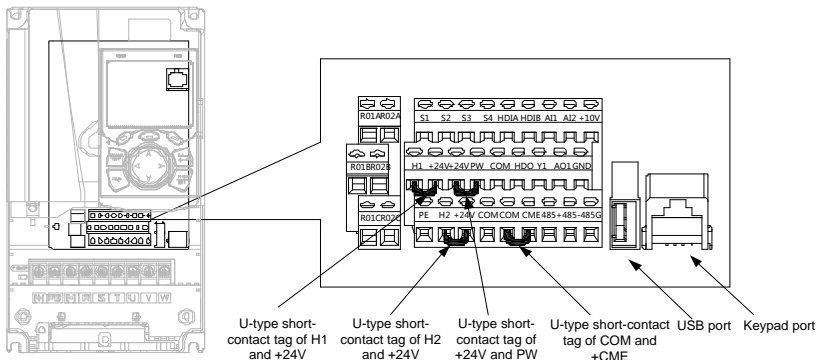 R01A R02A
S1 S2 S3 S4 HDIA HDIB AI1 AI2 +10V
R01B R02B
H1 +24V +24V PW COM HDO Y1 AO1 GND
R01C R02C
PE H2 +24V COM COM CME 485+ 485- 485G
R S T U V W
U-type short-
contact tag of H1
and +24V
U-type short-
contact tag of H2
and +24V
U-type short-
contact tag of
+24V and PW
U-type short-contact
tag of COM and
+CME
USB port
Keypad port